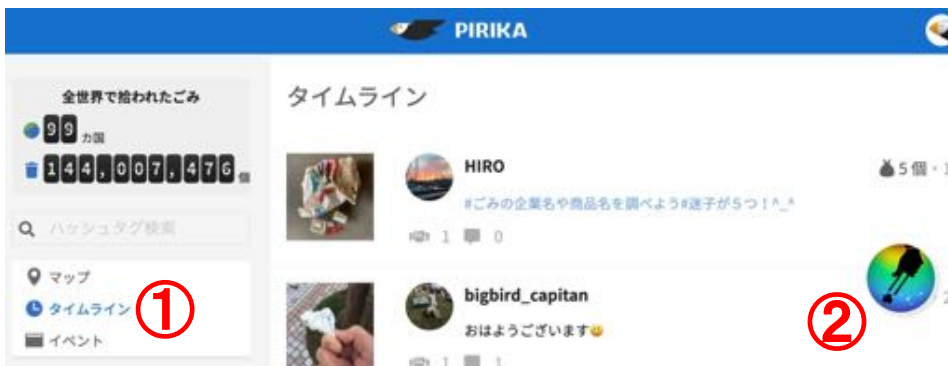 PIRIKA
全世界で拾われたごみ
99 カ国
144,007,476 個
ハッシュタグ検索
マップ
タイムライン
イベント
①
タイムライン
HIRO
5個・1
#ごみの企業名や商品名を調べよう#迷子が5つ!^_^
1 0
bigbird_capitan
おはようございます😀
②
2
1 1